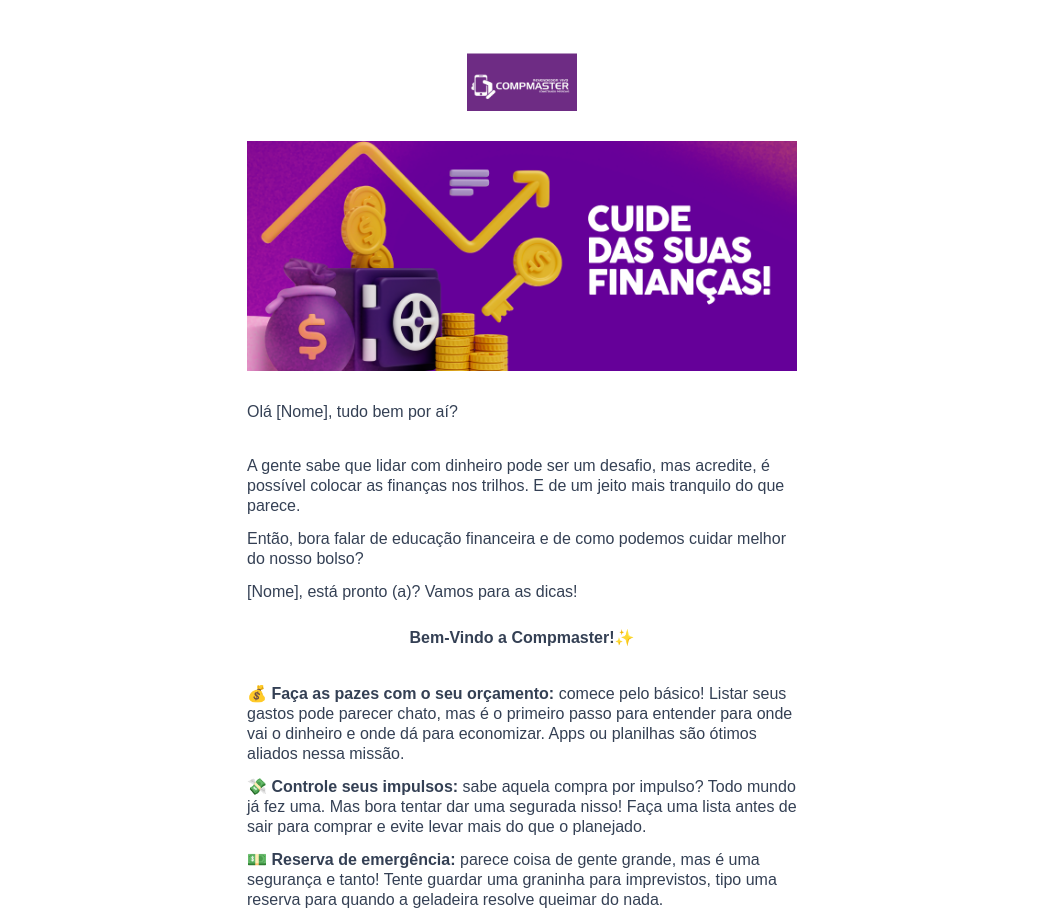 COMPMASTER
CUIDE
DAS SUAS
FINANÇAS!
Olá [Nome], tudo bem por aí?
A gente sabe que lidar com dinheiro pode ser um desafio, mas acredite, é
possível colocar as finanças nos trilhos. E de um jeito mais tranquilo do que
parece.
Então, bora falar de educação financeira e de como podemos cuidar melhor
do nosso bolso?
[Nome], está pronto (a)? Vamos para as dicas!
Bem-Vindo a Compmaster!✨
💰 Faça as pazes com o seu orçamento: comece pelo básico! Listar seus
gastos pode parecer chato, mas é o primeiro passo para entender para onde
vai o dinheiro e onde dá para economizar. Apps ou planilhas são ótimos
aliados nessa missão.
💸 Controle seus impulsos: sabe aquela compra por impulso? Todo mundo
já fez uma. Mas bora tentar dar uma segurada nisso! Faça uma lista antes de
sair para comprar e evite levar mais do que o planejado.
💵 Reserva de emergência: parece coisa de gente grande, mas é uma
segurança e tanto! Tente guardar uma graninha para imprevistos, tipo uma
reserva para quando a geladeira resolve queimar do nada.